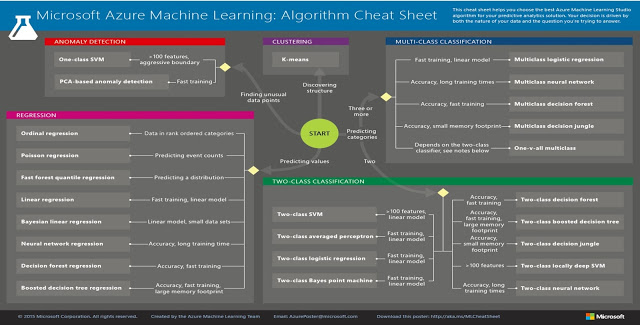 Microsoft Azure Machine Learning: Algorithm Cheat Sheet
This cheat sheet helps you choose the best Azure Machine Learning Studio
algorithm for your predictive analytics solution. Your decision is driven by
both the nature of your data and the question you're trying to answer.
ANOMALY DETECTION
One-class SVM
>100 features,
aggressive boundary
PCA-based anomaly detection
Fast training
CLUSTERING
K-means
MULTI-CLASS CLASSIFICATION
Fast training, linear model
Multiclass logistic regression
Accuracy, long training times
Multiclass neural network
Accuracy, fast training
Multiclass decision forest
Accuracy, small memory footprint
Multiclass decision jungle
Depends on the two-class
classifier, see notes below
One-v-all multiclass
Finding unusual
data points
Discovering
structure
Three or
more
START
Predicting
categories
Predicting values
Two
REGRESSION
Ordinal regression
Data in rank ordered categories
Poisson regression
Predicting event counts
Fast forest quantile regression
Predicting a distribution
Linear regression
Fast training, linear model
Bayesian linear regression
Linear model, small data sets
Neural network regression
Accuracy, long training time
Decision forest regression
Accuracy, fast training
Boosted decision tree regression
Accuracy, fast training,
large memory footprint
TWO-CLASS CLASSIFICATION
Two-class SVM
>100 features,
linear model
Two-class averaged perceptron
Fast training,
linear model
Two-class logistic regression
Fast training,
linear model
Two-class Bayes point machine
Fast training,
linear model
Accuracy,
fast training
Two-class decision forest
Accuracy,
fast training,
large memory
footprint
Two-class boosted decision tree
Accuracy,
small memory
footprint
Two-class decision jungle
>100 features
Two-class locally deep SVM
Accuracy, long
training times
Two-class neural network
© 2015 Microsoft Corporation. All rights reserved.
Created by the Azure Machine Learning Team
Email: AzurePoster@microsoft.com
Download this poster: http://aka.ms/MLCheatSheet
Microsoft